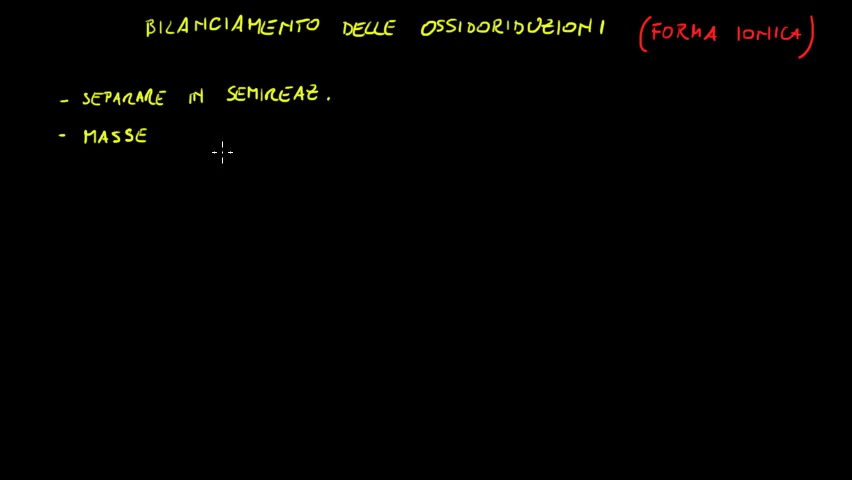 BILANCIAMENTO DELLE OSSIDORIDUZIONI (FORMA IONICA)
- SEPARARE IN SEMIREAZ.
- MASSE